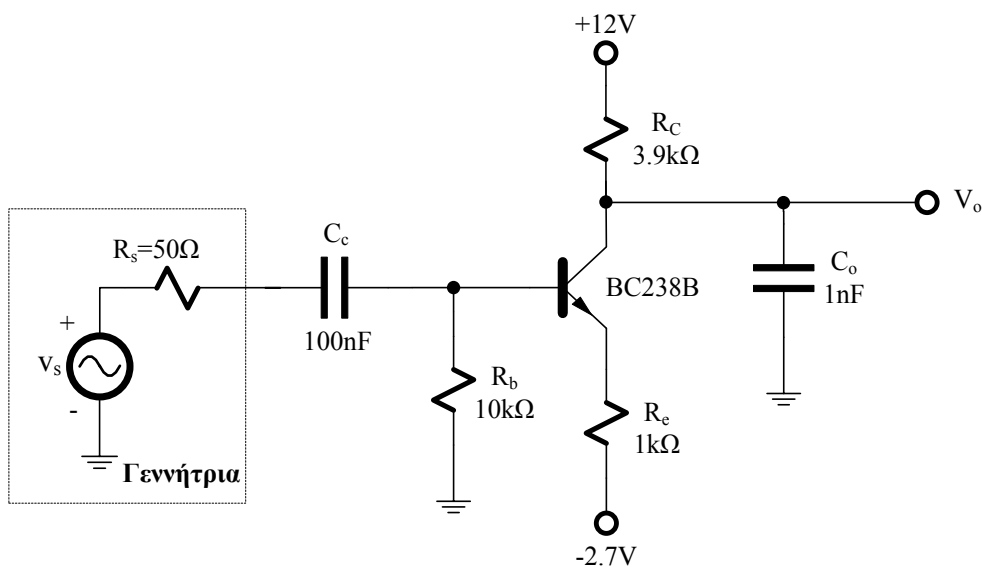 +12V
R_C
3.9kΩ
V_o
R_s=50Ω
C_c
100nF
BC238B
C_o
1nF
+
v_s
-
R_b
10kΩ
R_e
1kΩ
Γεννήτρια
-2.7V